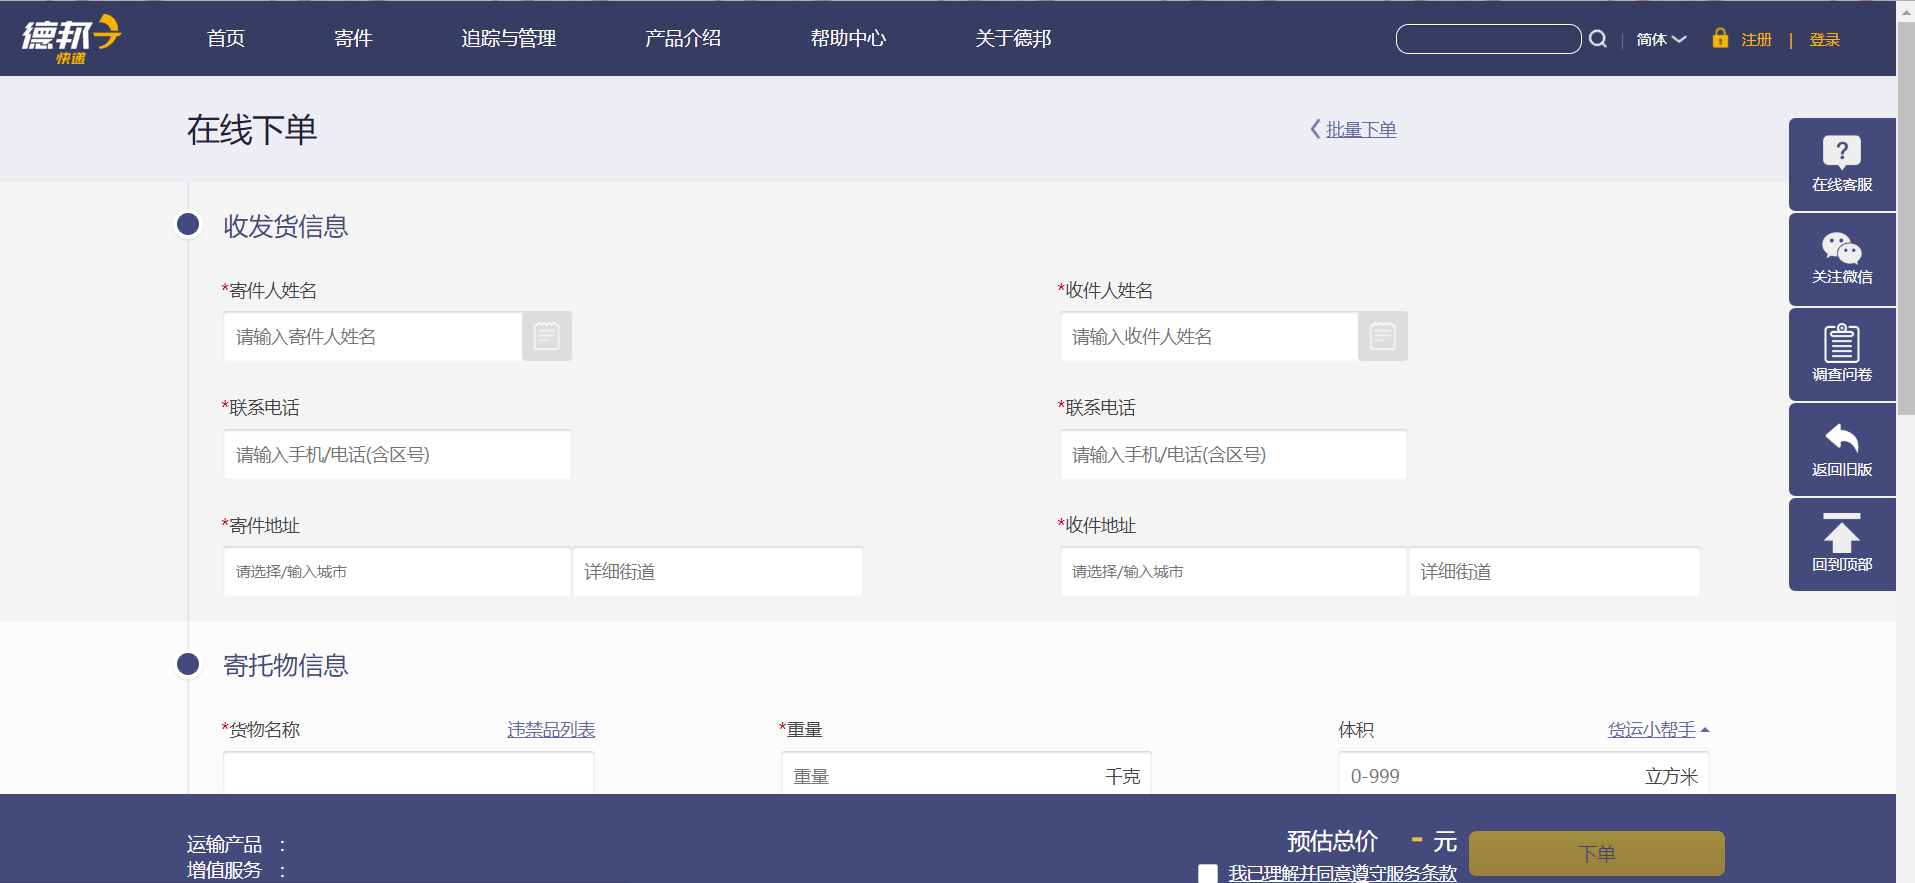 德邦快递
首页 寄件 追踪与管理 产品介绍 帮助中心 关于德邦 简体 注册 | 登录
在线下单
批量下单
在线客服
关注微信
调查问卷
返回旧版
回到顶部
收发货信息
*寄件人姓名
请输入寄件人姓名
*收件人姓名
请输入收件人姓名
*联系电话
请输入手机/电话(含区号)
*联系电话
请输入手机/电话(含区号)
*寄件地址
请选择/输入城市 详细街道
*收件地址
请选择/输入城市 详细街道
寄托物信息
*货物名称 违禁品列表
*重量
重量 千克
体积 货运小帮手
0-999 立方米
运输产品 :
增值服务 :
预估总价 - 元
我已理解并同意遵守服务条款
下单